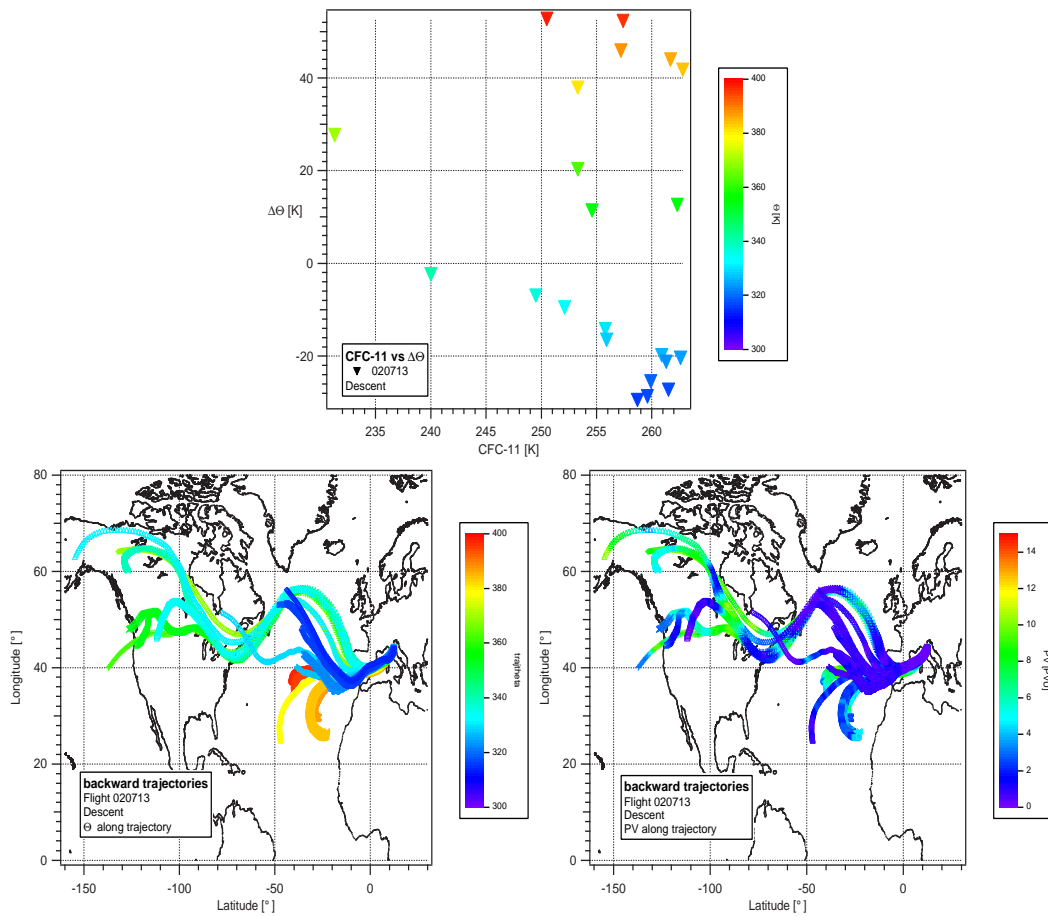 40
20
0
-20
ΔΘ [K]
CFC-11 vs ΔΘ
020713
Descent
235
240
245
250
255
260
CFC-11 [K]
400
380
360
340
320
300
Θ [K]
80
60
40
20
0
Longitude [°]
backward trajectories
Flight 020713
Descent
Θ along trajectory
-150
-100
-50
0
Latitude [°]
400
380
360
340
320
300
trajtheta
80
60
40
20
0
Longitude [°]
backward trajectories
Flight 020713
Descent
PV along trajectory
-150
-100
-50
0
Latitude [°]
14
12
10
8
6
4
2
0
PV [PVU]